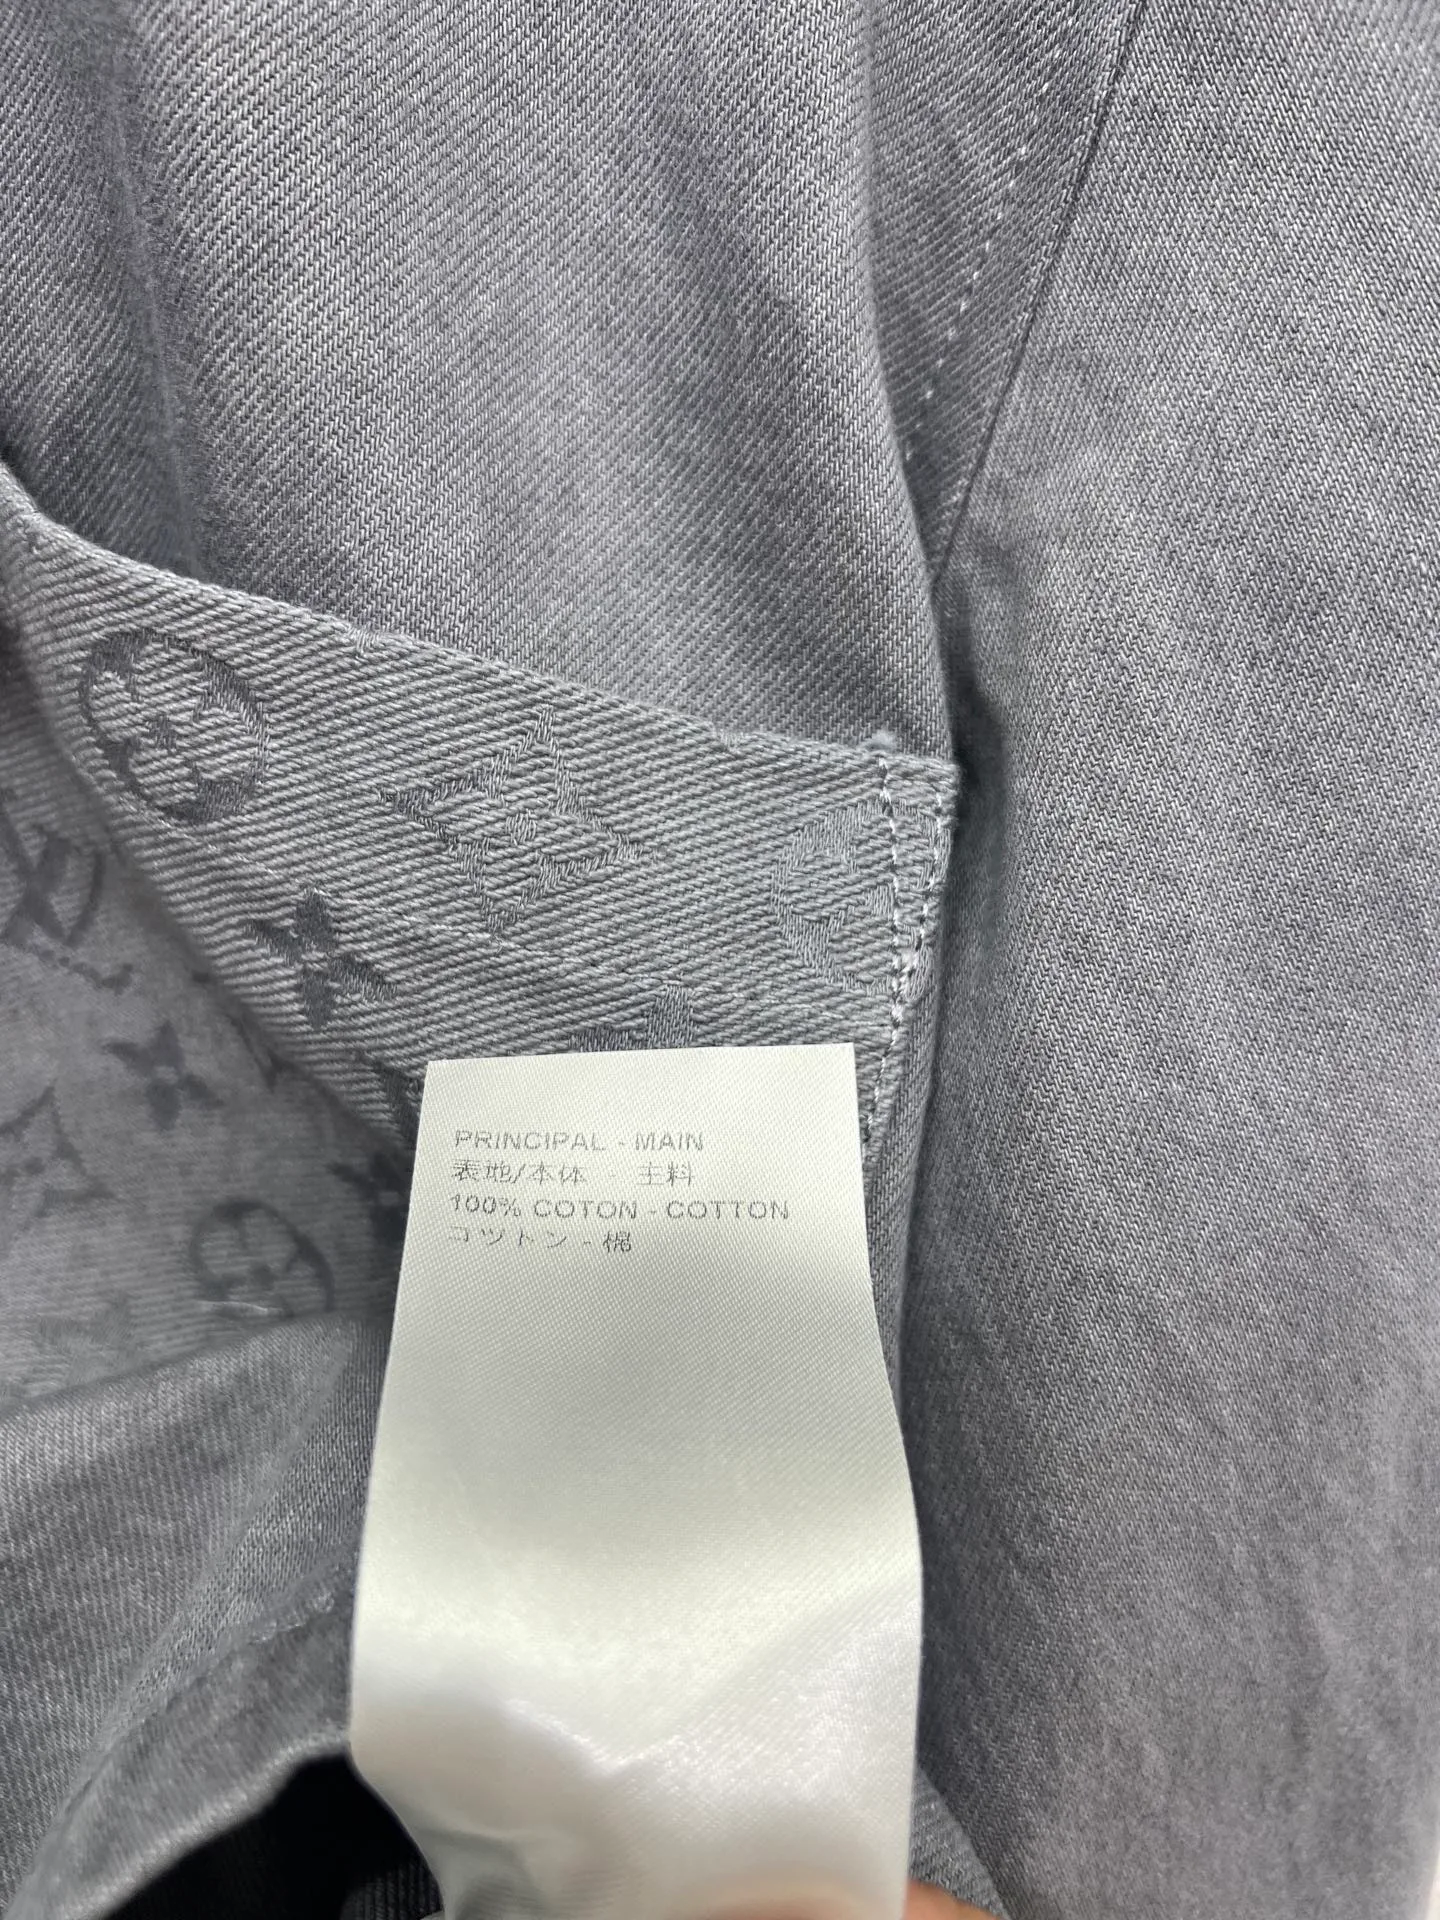 PRINCIPAL - MAIN
表地/本体 - 主料
100% COTON - COTTON
コットン - 棉